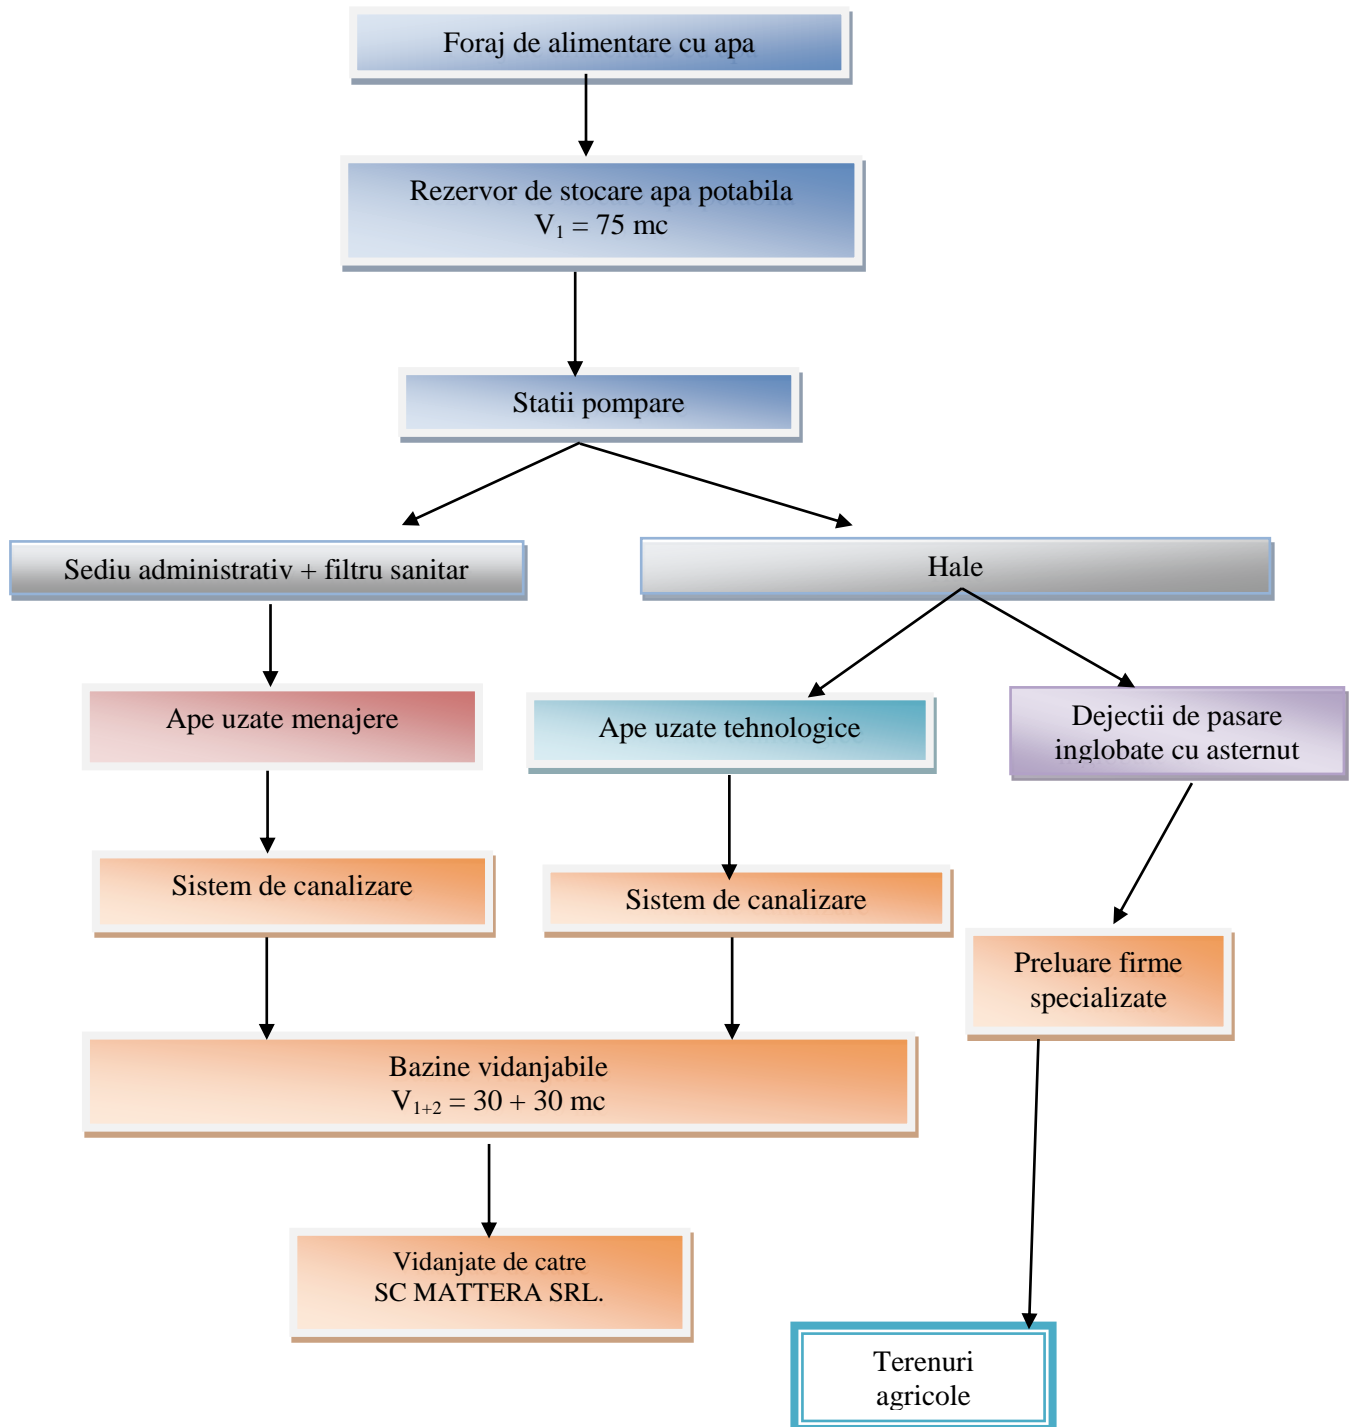 Foraj de alimentare cu apa
Rezervor de stocare apa potabila
V₁ = 75 mc
Statii pompare
Sediu administrativ + filtru sanitar
Hale
Ape uzate menajere
Ape uzate tehnologice
Dejectii de pasare
inglobate cu asternut
Sistem de canalizare
Sistem de canalizare
Preluare firme
specializate
Bazine vidanjabile
V₁₊₂ = 30 + 30 mc
Vidanjate de catre
SC MATTERA SRL.
Terenuri
agricole